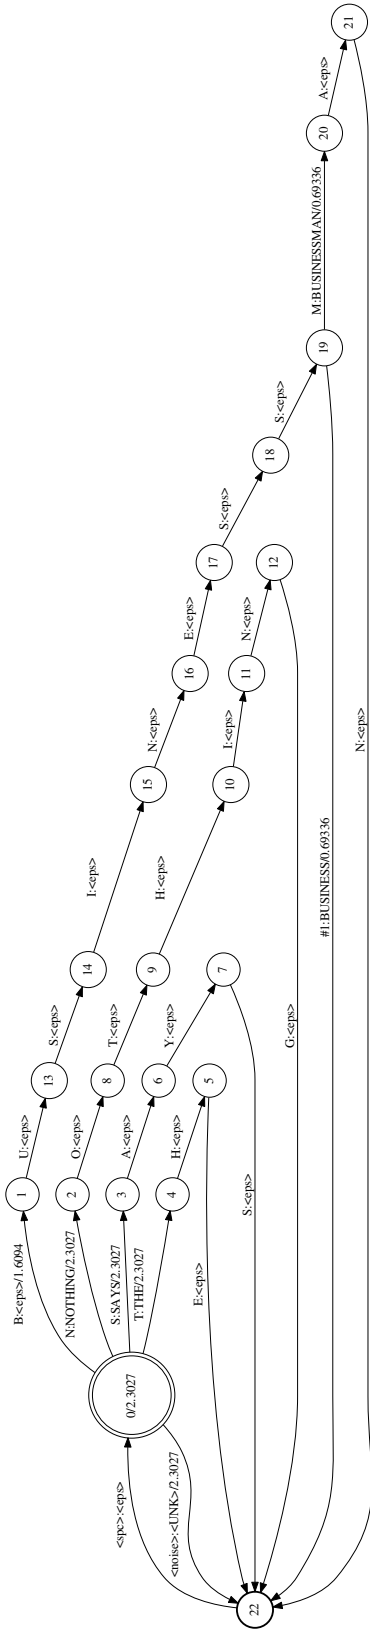 22
<spc>:<eps>
<noise>:<UNK>/2.3027
0/2.3027
B:<eps>/1.6094
N:NOTHING/2.3027
S:SAYS/2.3027
T:THE/2.3027
1
2
3
4
U:<eps>
O:<eps>
A:<eps>
H:<eps>
E:<eps>
13
8
6
5
S:<eps>
T:<eps>
Y:<eps>
S:<eps>
14
9
7
I:<eps>
H:<eps>
G:<eps>
15
10
N:<eps>
I:<eps>
#1:BUSINESS/0.69336
16
11
E:<eps>
N:<eps>
17
12
S:<eps>
18
S:<eps>
19
M:BUSINESSMAN/0.69336
N:<eps>
20
A:<eps>
21